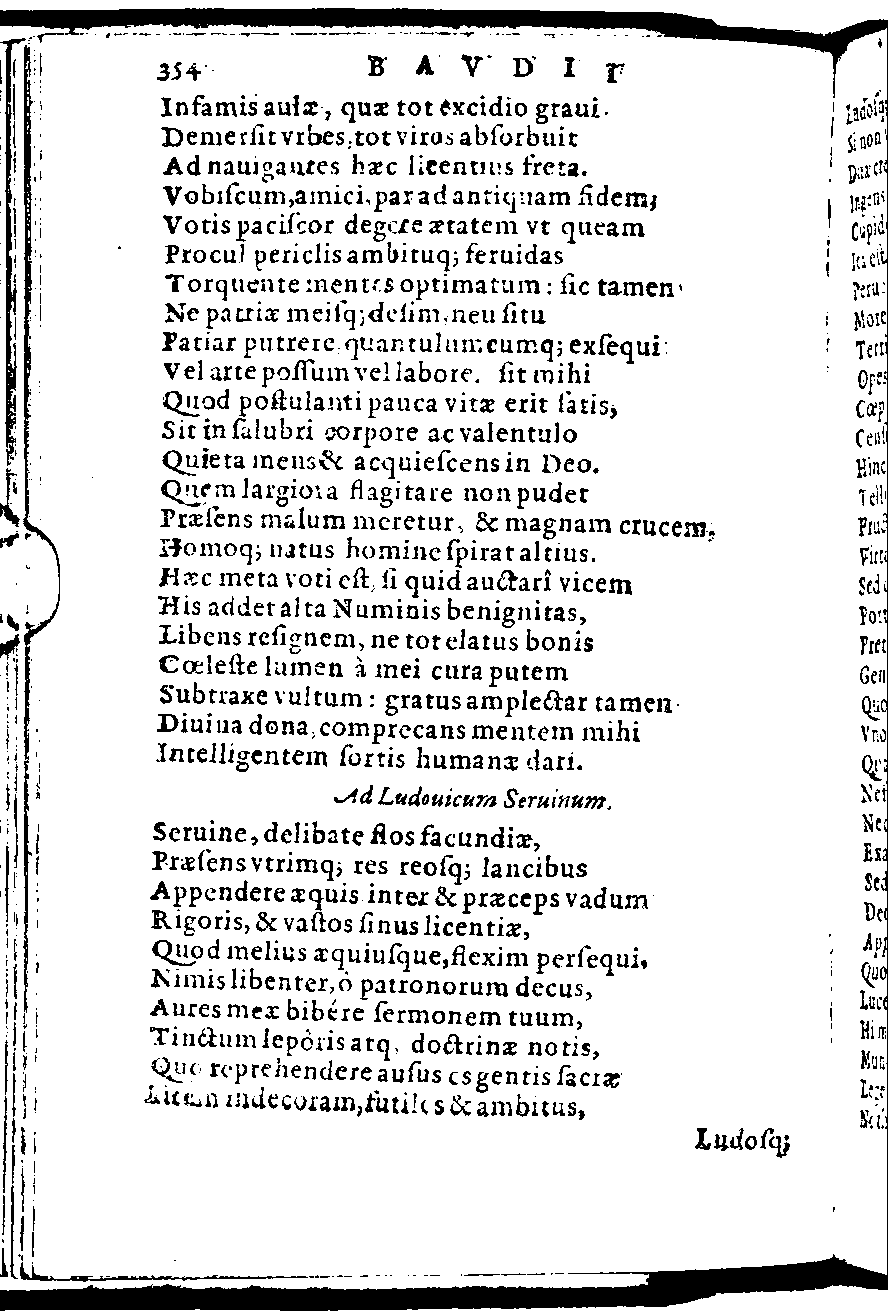 354 BAVDII
Infamis aulæ, quæ tot excidio graui
Demerſit vrbes, tot viros abſorbuit
Ad nauigantes hæc licentius freta.
Vobiſcum, amici, par ad antiquam fidem;
Votis paciſcor degere ætatem vt queam
Procul periclis ambituq; feruidas
Torquente mentes optimatum: ſic tamen
Ne patriæ meiſq; deſim, neu ſitu
Patiar putrere quantulumcumq; exſequi
Vel arte poſſum vel labore. ſit mihi
Quod poſtulanti pauca vitæ erit ſatis,
Sit in ſalubri corpore ac valentulo
Quieta mens & acquieſcens in Deo.
Quem largiora flagitare non pudet
Præſens malum meretur, & magnam crucem,
Homoq; natus homine ſpirat altius.
Hæc meta voti eſt, ſi quid auctarî vicem
His addet alta Numinis benignitas,
Libens reſignem, ne tot elatus bonis
Cœleſte lumen à mei cura putem
Subtraxe vultum: gratus amplectar tamen
Diuina dona, comprecans mentem mihi
Intelligentem ſortis humanæ dari.
Ad Ludouicum Seruinum.
Seruine, delibate flos facundiæ,
Præſens vtrimq; res reoſq; lancibus
Appendere æquis inter & præceps vadum
Rigoris, & vaſtos ſinus licentiæ,
Quod melius æquiuſque, flexim perſequi,
Nimis libenter, ò patronorum decus,
Aures meæ bibére ſermonem tuum,
Tinctum lepòris atq, doctrinæ notis,
Quo reprehendere auſus es gentis ſacræ
Litem indecoram, futiles & ambitus,
Ludoſq;